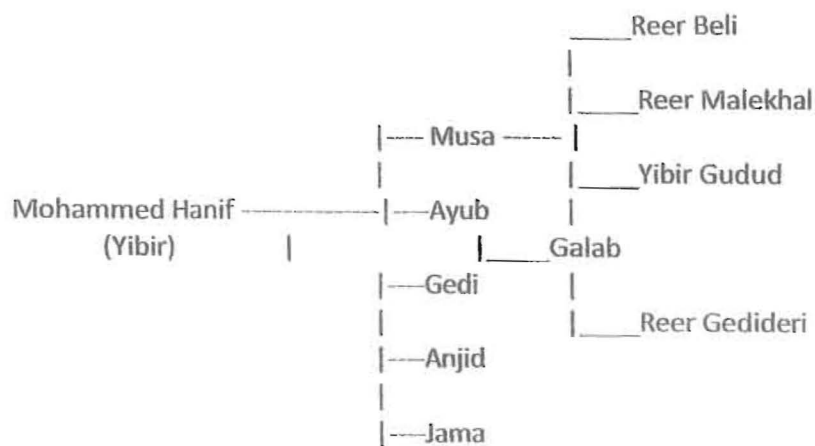 Reer Beli
Reer Malekhal
Musa
Yibir Gudud
Mohammed Hanif
Ayub
(Yibir)
Galab
Gedi
Reer Gedideri
Anjid
Jama